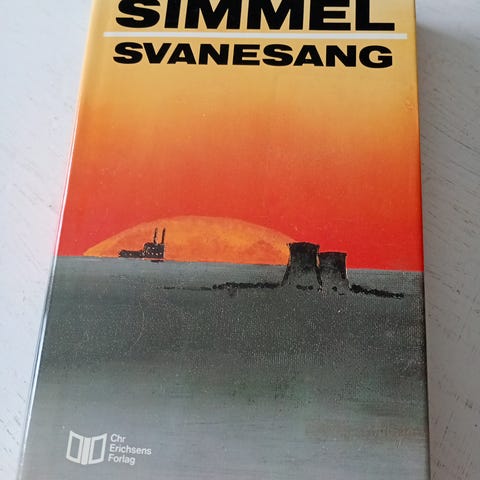 SIMMEL
SVANESANG
Chr
Erichsens
Forlag